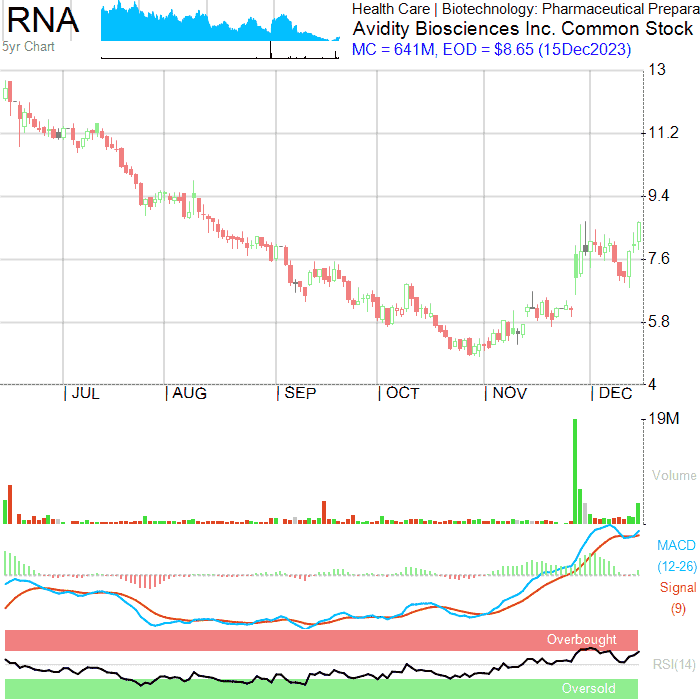 RNA
5yr Chart
Health Care | Biotechnology: Pharmaceutical Prepara
Avidity Biosciences Inc. Common Stock
MC = 641M, EOD = $8.65 (15Dec2023)
13
11.2
9.4
7.6
5.8
4
JUL AUG SEP OCT NOV DEC
19M
Volume
MACD
(12-26)
Signal
(9)
Overbought
RSI(14)
Oversold